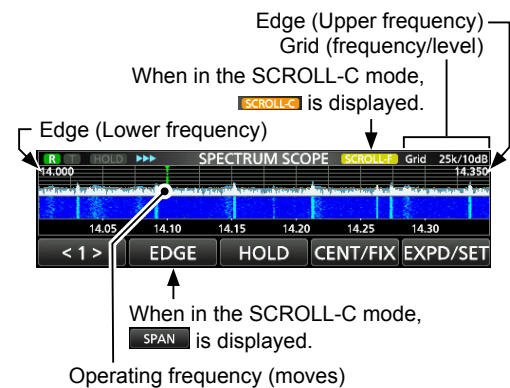 Edge (Upper frequency)
Grid (frequency/level)
When in the SCROLL-C mode,
SCROLL-C is displayed.
Edge (Lower frequency)
R T HOLD SPECTRUM SCOPE SCROLL-F Grid 25k/10dB
14.000 14.350
14.05 14.10 14.15 14.20 14.25 14.30
< 1 > EDGE HOLD CENT/FIX EXPD/SET
When in the SCROLL-C mode,
SPAN is displayed.
Operating frequency (moves)